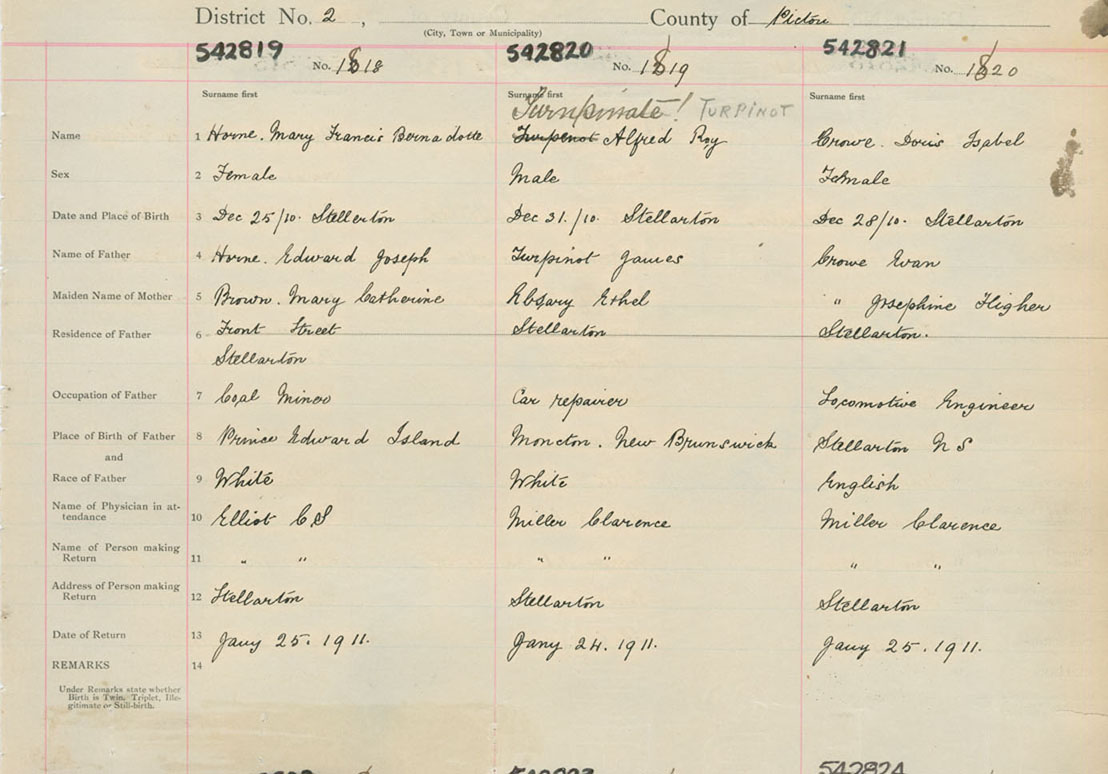 District No. 2 , County of Pictou
(City, Town or Municipality)
542819 542820 542821
No. 1818 No. 1819 No. 1820
Surname first Surname first Surname first
Turnpinate! TURPINOT
Name 1 Horne. Mary Francis Bernadotte Turpinot Alfred Roy Crowe. Doris Isabel
Sex 2 Female Male Female
Date and Place of Birth 3 Dec 25/10. Stellerton Dec 31./10. Stellarton Dec 28/10. Stellarton
Name of Father 4 Horne. Edward Joseph Turpinot James Crowe Evan
Maiden Name of Mother 5 Brown. Mary Catherine Ebsary Ethel " Josephine Higher
Residence of Father 6 Front Street Stellarton Stellarton.
Stellarton
Occupation of Father 7 Coal Miner Car repairer Locomotive Engineer
Place of Birth of Father 8 Prince Edward Island Moncton. New Brunswick Stellarton N S
and
Race of Father 9 White White English
Name of Physician in at-
tendance 10 Elliot C S Miller Clarence Miller Clarence
Name of Person making
Return 11 " " " " " "
Address of Person making
Return 12 Stellarton Stellarton Stellarton
Date of Return 13 Jany 25. 1911. Jany 24. 1911. Jany 25. 1911.
REMARKS 14
Under Remarks state whether
Birth is Twin, Triplet, Ille-
gitimate or Still-birth.
542824